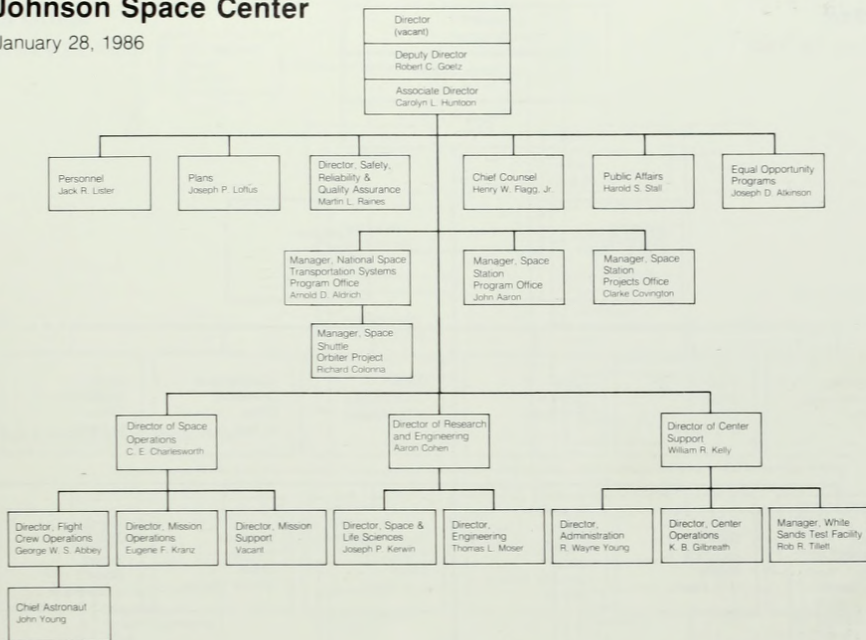 Johnson Space Center
January 28, 1986
Director
(vacant)
Deputy Director
Robert C. Goetz
Associate Director
Carolyn L. Huntoon
Personnel
Jack R. Lister
Plans
Joseph P. Loftus
Director, Safety,
Reliability &
Quality Assurance
Martin L. Raines
Chief Counsel
Henry W. Flagg, Jr.
Public Affairs
Harold S. Stall
Equal Opportunity
Programs
Joseph D. Atkinson
Manager, National Space
Transportation Systems
Program Office
Arnold D. Aldrich
Manager, Space
Station
Program Office
John Aaron
Manager, Space
Station
Projects Office
Clarke Covington
Manager, Space
Shuttle
Orbiter Project
Richard Colonna
Director of Space
Operations
C. E. Charlesworth
Director of Research
and Engineering
Aaron Cohen
Director of Center
Support
William R. Kelly
Director, Flight
Crew Operations
George W. S. Abbey
Director, Mission
Operations
Eugene F. Kranz
Director, Mission
Support
Vacant
Director, Space &
Life Sciences
Joseph P. Kerwin
Director,
Engineering
Thomas L. Moser
Director,
Administration
R. Wayne Young
Director, Center
Operations
K. B. Gilbreath
Manager, White
Sands Test Facility
Rob R. Tillett
Chief Astronaut
John Young